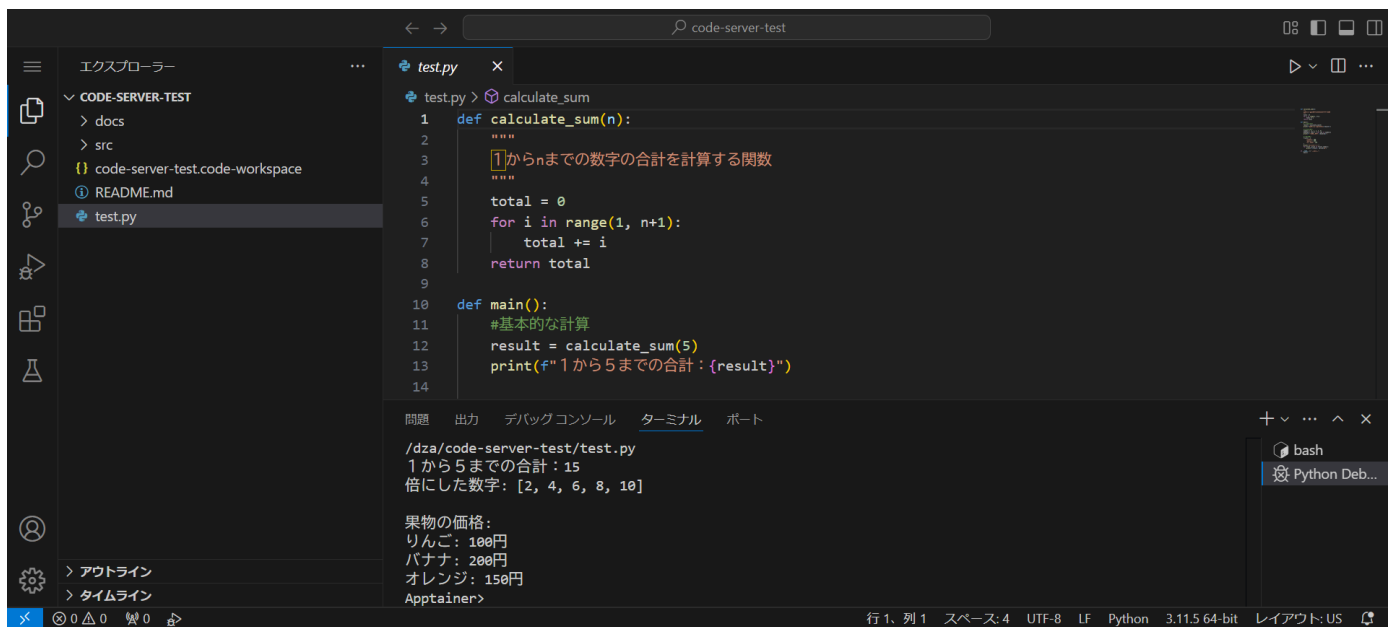 code-server-test
エクスプローラー
CODE-SERVER-TEST
docs
src
code-server-test.code-workspace
README.md
test.py
test.py
test.py > calculate_sum
1 def calculate_sum(n):
2 """
3 1からnまでの数字の合計を計算する関数
4 """
5 total = 0
6 for i in range(1, n+1):
7 total += i
8 return total
9
10 def main():
11 #基本的な計算
12 result = calculate_sum(5)
13 print(f"1から5までの合計：{result}")
14
問題 出力 デバッグ コンソール ターミナル ポート
/dza/code-server-test/test.py
1から5までの合計：15
倍にした数字: [2, 4, 6, 8, 10]
果物の価格:
りんご: 100円
バナナ: 200円
オレンジ: 150円
Apptainer>
bash
Python Deb...
アウトライン
タイムライン
0 0 0 行 1、列 1 スペース: 4 UTF-8 LF Python 3.11.5 64-bit レイアウト: US